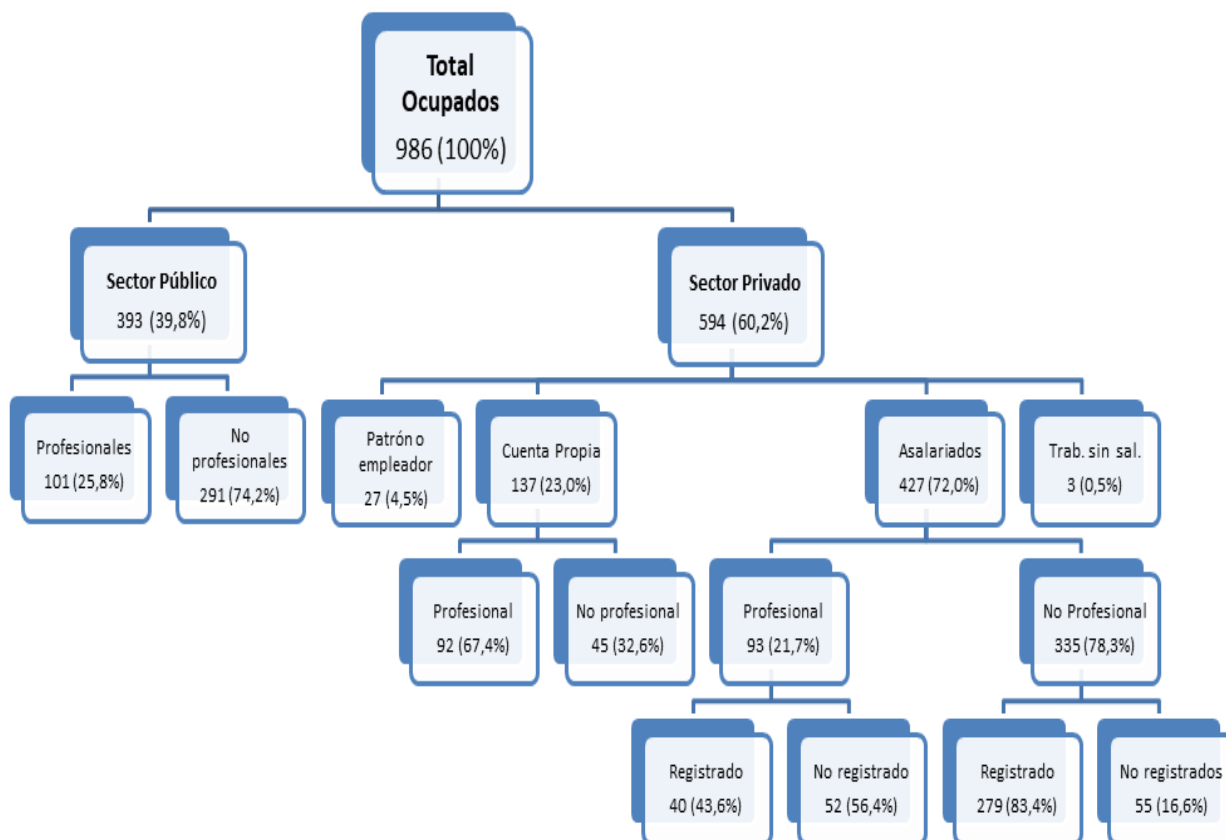 Total
Ocupados
986 (100%)
Sector Público
393 (39,8%)
Sector Privado
594 (60,2%)
Profesionales
101 (25,8%)
No
profesionales
291 (74,2%)
Patrón o
empleador
27 (4,5%)
Cuenta Propia
137 (23,0%)
Asalariados
427 (72,0%)
Trab. sin sal.
3 (0,5%)
Profesional
92 (67,4%)
No profesional
45 (32,6%)
Profesional
93 (21,7%)
No Profesional
335 (78,3%)
Registrado
40 (43,6%)
No registrado
52 (56,4%)
Registrado
279 (83,4%)
No registrados
55 (16,6%)